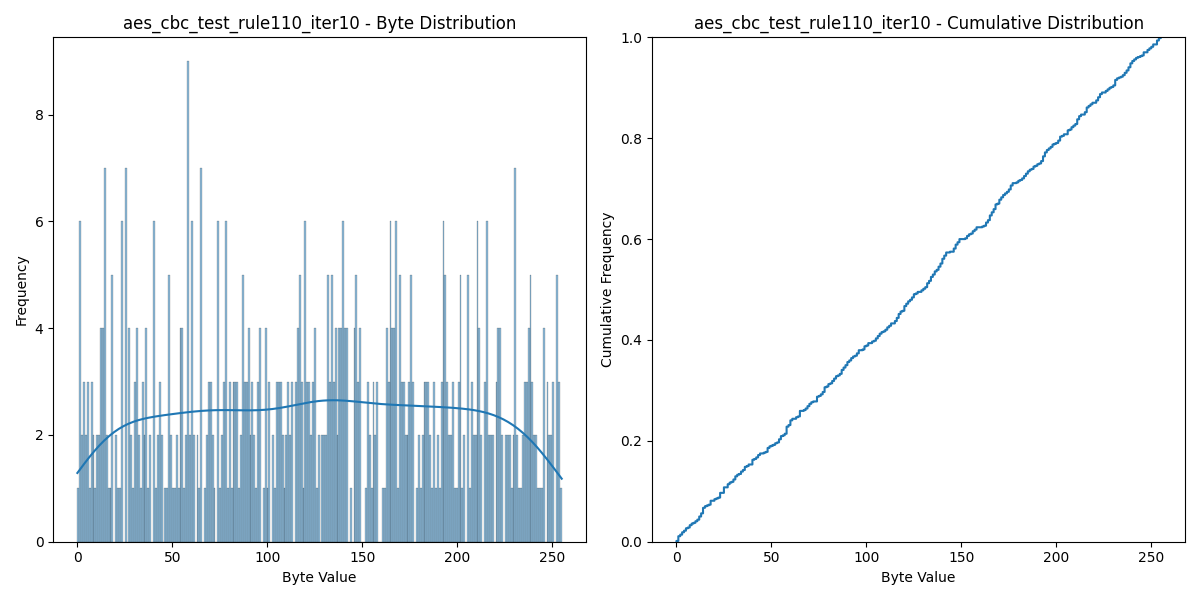 aes_cbc_test_rule110_iter10 - Byte Distribution
Frequency
8
6
4
2
0
0 50 100 150 200 250
Byte Value
aes_cbc_test_rule110_iter10 - Cumulative Distribution
Cumulative Frequency
1.0
0.8
0.6
0.4
0.2
0.0
0 50 100 150 200 250
Byte Value